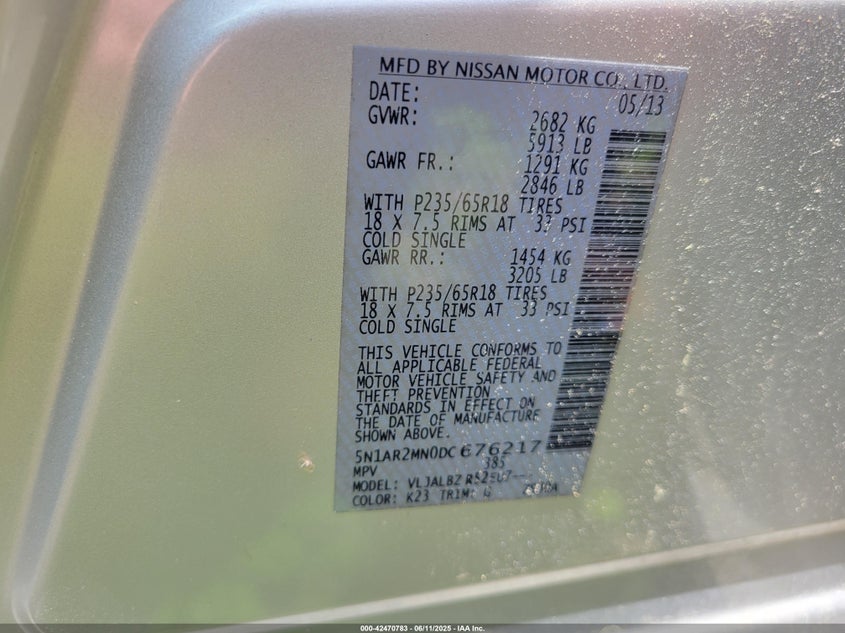 MFD BY NISSAN MOTOR CO., LTD.
DATE: 05/13
GVWR: 2682 KG
5913 LB
GAWR FR.: 1291 KG
2846 LB
WITH P235/65R18 TIRES
18 X 7.5 RIMS AT 33 PSI
COLD SINGLE
GAWR RR.: 1454 KG
3205 LB
WITH P235/65R18 TIRES
18 X 7.5 RIMS AT 33 PSI
COLD SINGLE
THIS VEHICLE CONFORMS TO
ALL APPLICABLE FEDERAL
MOTOR VEHICLE SAFETY AND
THEFT PREVENTION
STANDARDS IN EFFECT ON
THE DATE OF MANUFACTURE
SHOWN ABOVE.
5N1AR2MN0DC676217
MPV 385
MODEL:
COLOR: K23 TRIM: G
000-42470783 - 06/11/2025 - IAA Inc.